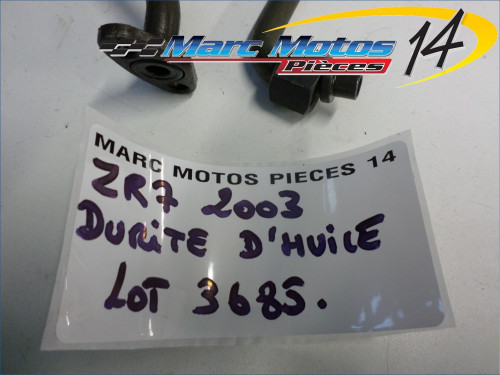 Marc Motos 14
Pièces
MARC MOTOS PIECES 14
ZR7 2003
DURITE D'HUILE
LOT 3685.